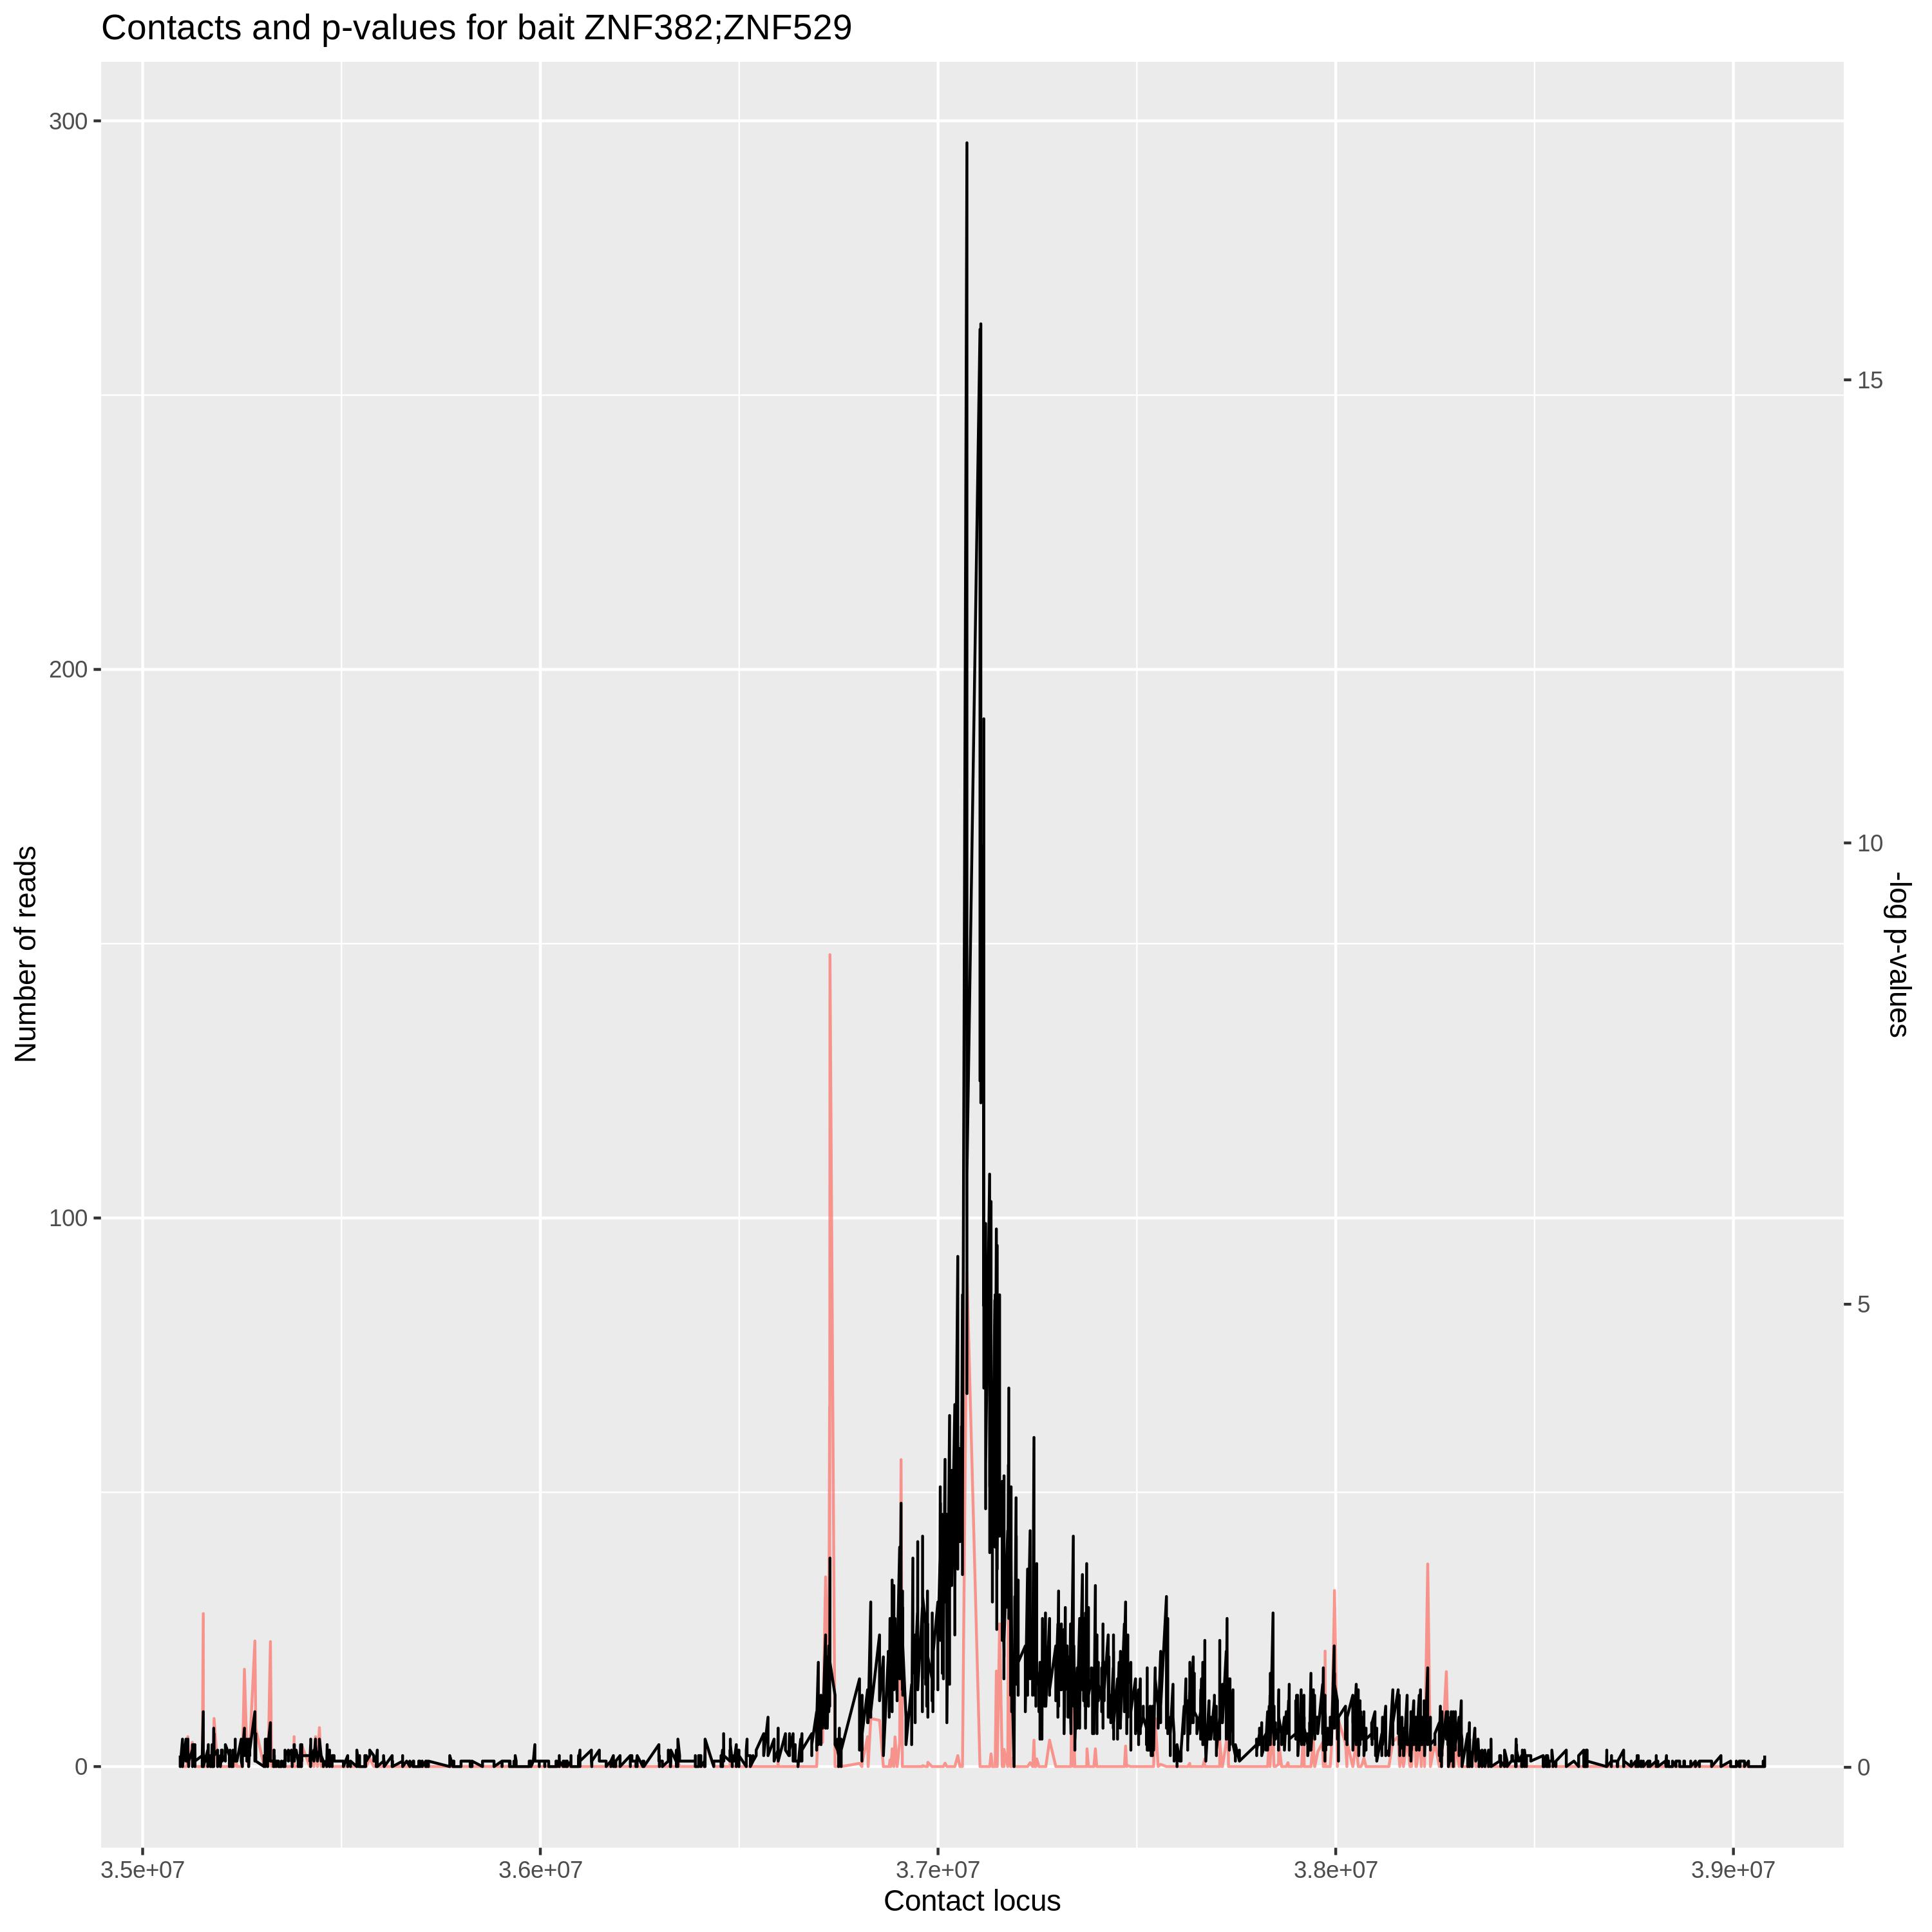 Contacts and p-values for bait ZNF382;ZNF529
300
200
100
0
Number of reads
15
10
5
0
-log p-values
3.5e+07 3.6e+07 3.7e+07 3.8e+07 3.9e+07
Contact locus